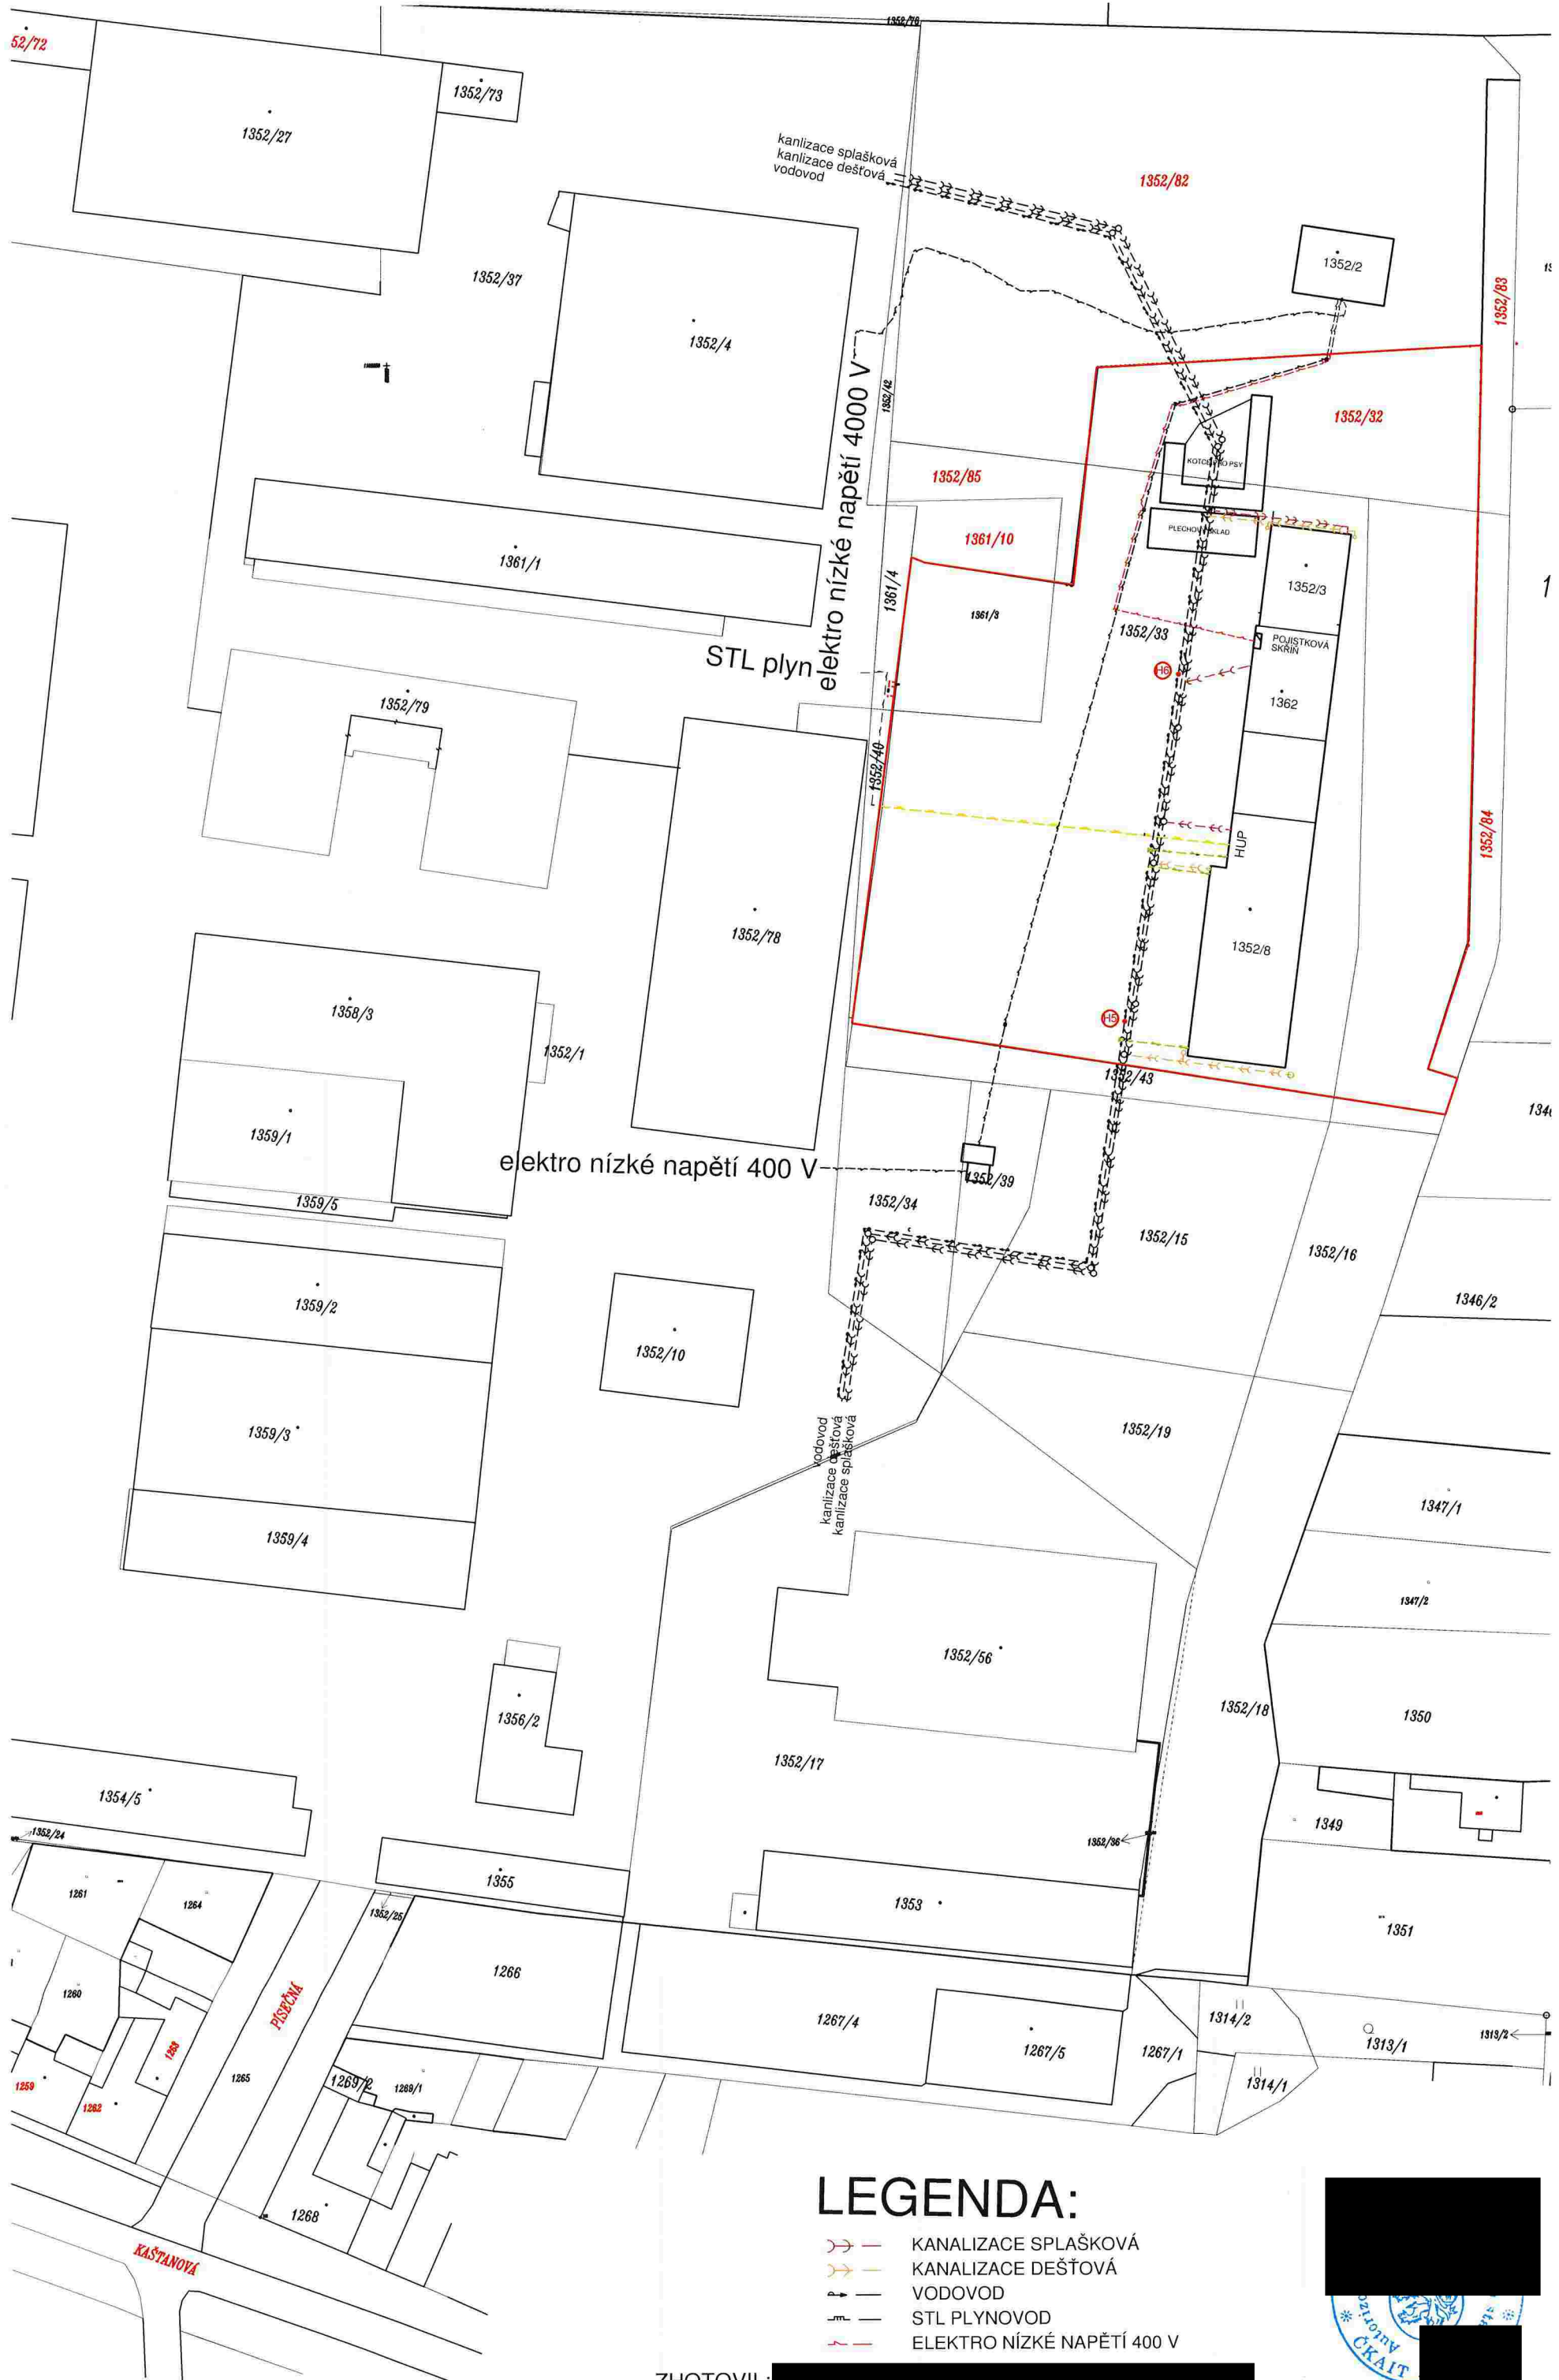 1352/76
52/72
1352/73
1352/27
kanlizace splašková
kanlizace dešťová
vodovod
1352/82
1352/2
1352/37
1352/83
1352/4
1352/42
elektro nízké napětí 4000 V
1352/32
KOTCE PRO PSY
1352/85
PLECHOVÝ SKLAD
1361/10
1361/1
1352/3
1361/4
1361/3
1352/33
POJISTKOVÁ
SKŘÍŇ
STL plyn
H6
1352/79
1362
1352/40
1352/84
HUP
1352/78
1352/8
1358/3
H5
1352/1
1352/43
1359/1
elektro nízké napětí 400 V
1352/39
1359/5
1352/34
1352/15
1352/16
1359/2
1346/2
1352/10
1359/3
vodovod
kanlizace dešťová
kanlizace splašková
1352/19
1347/1
1359/4
1347/2
1352/56
1356/2
1352/18
1350
1352/17
1354/5
1349
1352/24
1352/36
1355
1261
1264
1353
1352/25
1351
1266
1260
PÍSEČNÁ
1267/4
1314/2
1313/1
1313/2
1263
1267/5
1267/1
1265
1269/2
1269/1
1259
1314/1
1262
1268
KAŠTANOVÁ
LEGENDA:
KANALIZACE SPLAŠKOVÁ
KANALIZACE DEŠŤOVÁ
VODOVOD
STL PLYNOVOD
ELEKTRO NÍZKÉ NAPĚTÍ 400 V
ČKAIT
ZHOTOVIL: